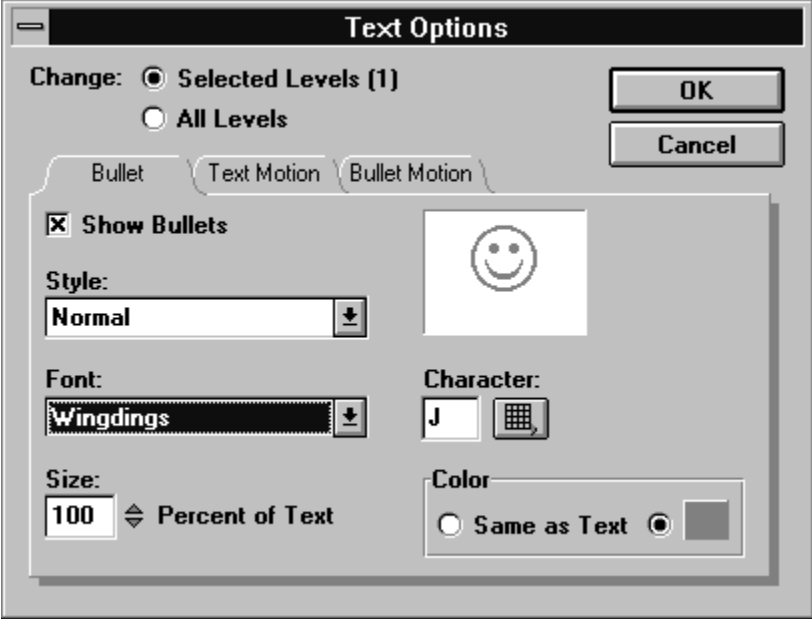 Text Options
Change: Selected Levels (1)
All Levels
OK
Cancel
Bullet Text Motion Bullet Motion
Show Bullets
Style:
Normal
Font:
Wingdings
Character:
J
Size:
100 Percent of Text
Color
Same as Text